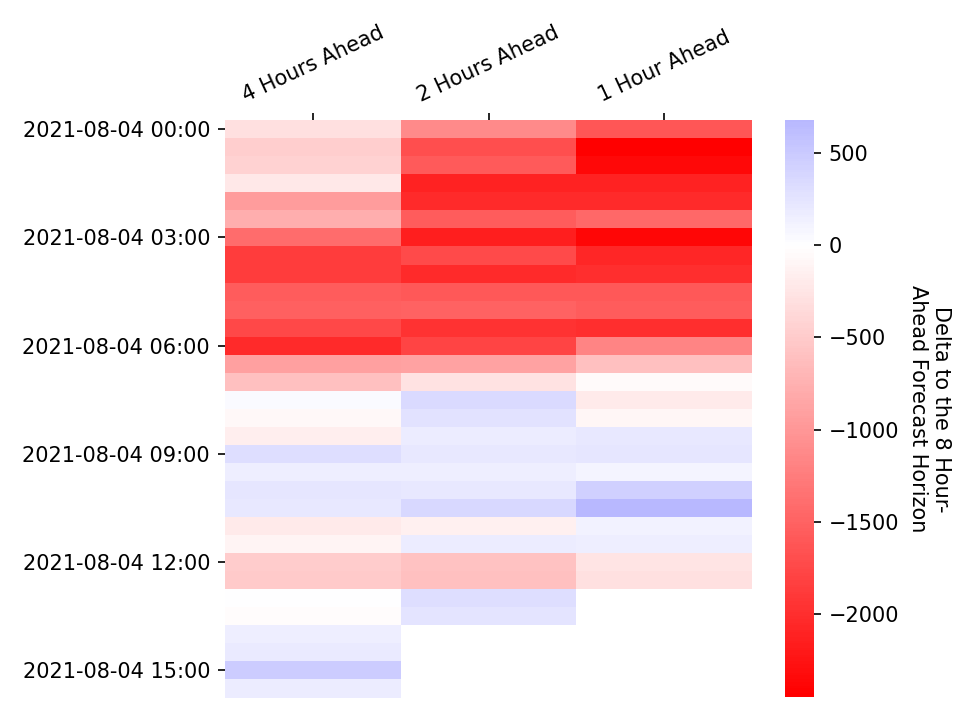 4 Hours Ahead
2 Hours Ahead
1 Hour Ahead
2021-08-04 00:00
2021-08-04 03:00
2021-08-04 06:00
2021-08-04 09:00
2021-08-04 12:00
2021-08-04 15:00
500
0
−500
−1000
−1500
−2000
Delta to the 8 Hour-
Ahead Forecast Horizon